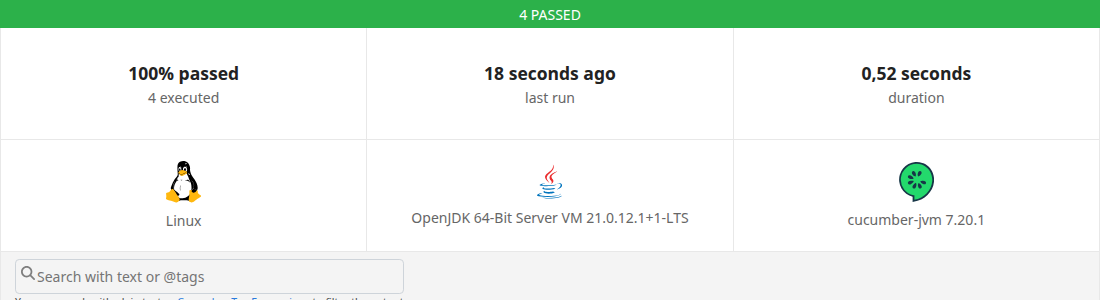 4 PASSED
100% passed
4 executed
18 seconds ago
last run
0,52 seconds
duration
Linux
OpenJDK 64-Bit Server VM 21.0.12.1+1-LTS
cucumber-jvm 7.20.1
Search with text or @tags